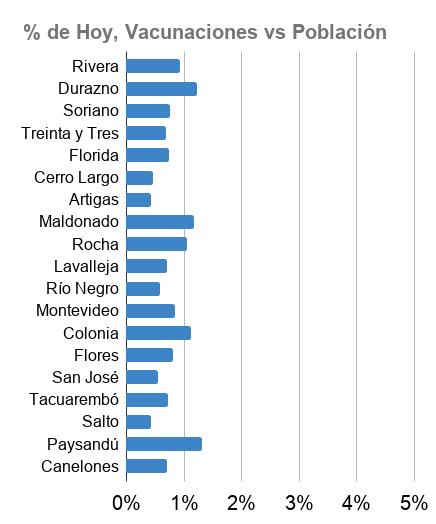 % de Hoy, Vacunaciones vs Población
Rivera
Durazno
Soriano
Treinta y Tres
Florida
Cerro Largo
Artigas
Maldonado
Rocha
Lavalleja
Río Negro
Montevideo
Colonia
Flores
San José
Tacuarembó
Salto
Paysandú
Canelones
0% 1% 2% 3% 4% 5%